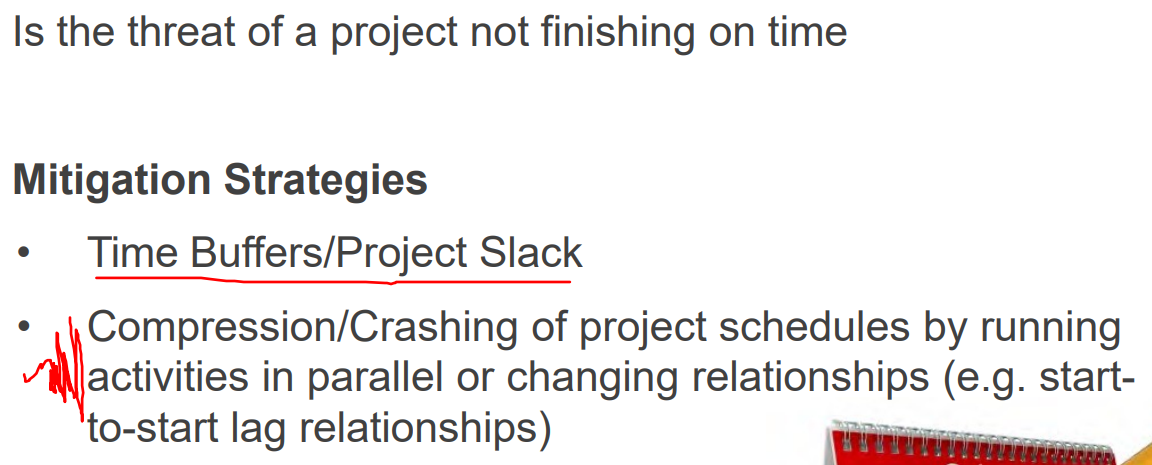 Is the threat of a project not finishing on time
Mitigation Strategies
• Time Buffers/Project Slack
• Compression/Crashing of project schedules by running
activities in parallel or changing relationships (e.g. start-
to-start lag relationships)